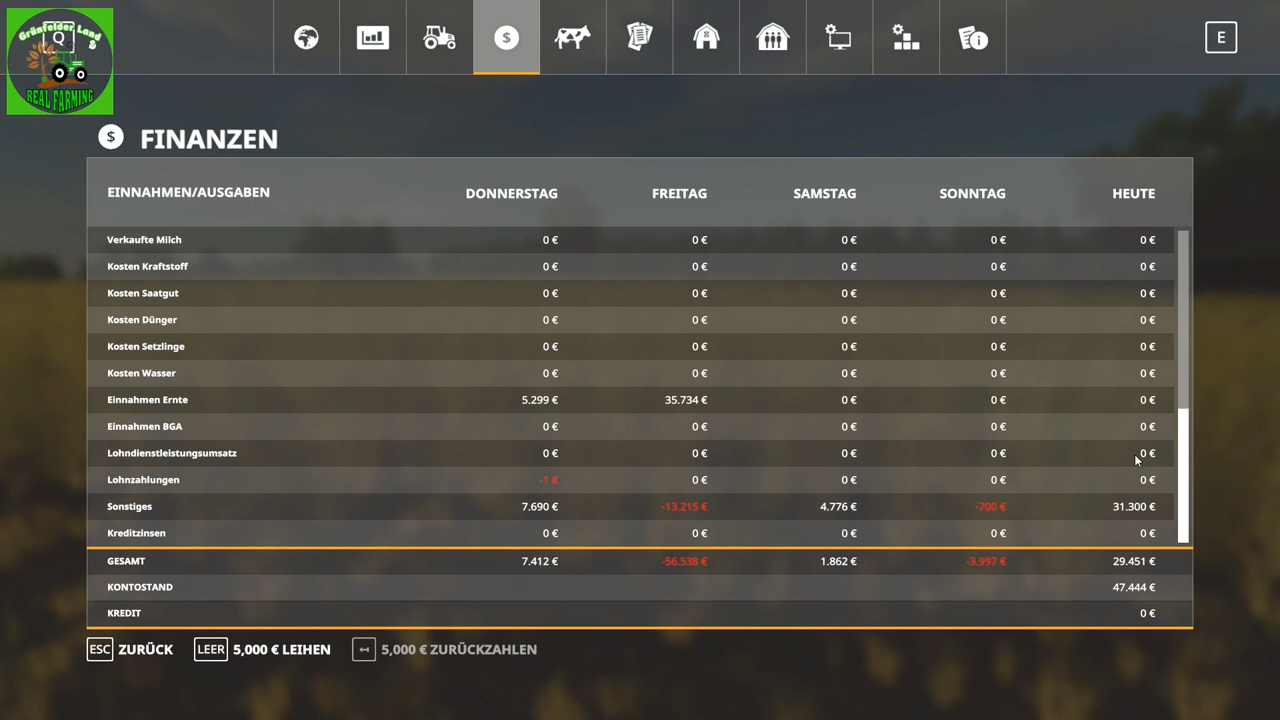 Grünfelder Land
&
REAL FARMING
Q
E
$
FINANZEN
EINNAHMEN/AUSGABEN DONNERSTAG FREITAG SAMSTAG SONNTAG HEUTE
Verkaufte Milch 0 € 0 € 0 € 0 € 0 €
Kosten Kraftstoff 0 € 0 € 0 € 0 € 0 €
Kosten Saatgut 0 € 0 € 0 € 0 € 0 €
Kosten Dünger 0 € 0 € 0 € 0 € 0 €
Kosten Setzlinge 0 € 0 € 0 € 0 € 0 €
Kosten Wasser 0 € 0 € 0 € 0 € 0 €
Einnahmen Ernte 5.299 € 35.734 € 0 € 0 € 0 €
Einnahmen BGA 0 € 0 € 0 € 0 € 0 €
Lohndienstleistungsumsatz 0 € 0 € 0 € 0 € 0 €
Lohnzahlungen -1 € 0 € 0 € 0 € 0 €
Sonstiges 7.690 € -13.215 € 4.776 € -700 € 31.300 €
Kreditzinsen 0 € 0 € 0 € 0 € 0 €
GESAMT 7.412 € -56.538 € 1.862 € -3.997 € 29.451 €
KONTOSTAND 47.444 €
KREDIT 0 €
ESC ZURÜCK LEER 5,000 € LEIHEN ↔ 5,000 € ZURÜCKZAHLEN